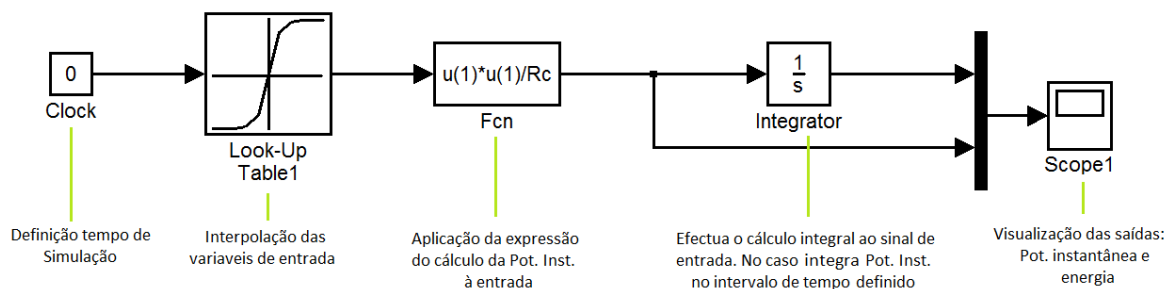 0
Clock
Look-Up
Table1
u(1)*u(1)/Rc
Fcn
1
s
Integrator
Scope1
Definição tempo de
Simulação
Interpolação das
variaveis de entrada
Aplicação da expressão
do cálculo da Pot. Inst.
à entrada
Efectua o cálculo integral ao sinal de
entrada. No caso integra Pot. Inst.
no intervalo de tempo definido
Visualização das saídas:
Pot. instantânea e
energia